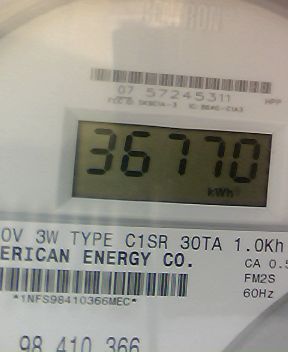 07 57245311 HPP
36770
kWh
0V 3W TYPE C1SR 30TA 1.0Kh
ERICAN ENERGY CO.
CA 0.5
FM2S
60Hz
*1NFS98410366MEC*
98 410 366